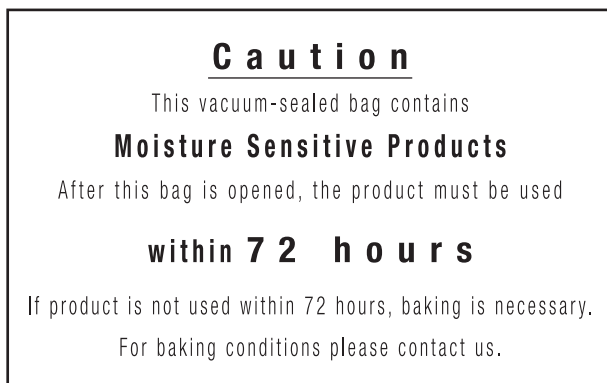 Caution
This vacuum-sealed bag contains
Moisture Sensitive Products
After this bag is opened, the product must be used
within 72 hours
If product is not used within 72 hours, baking is necessary.
For baking conditions please contact us.